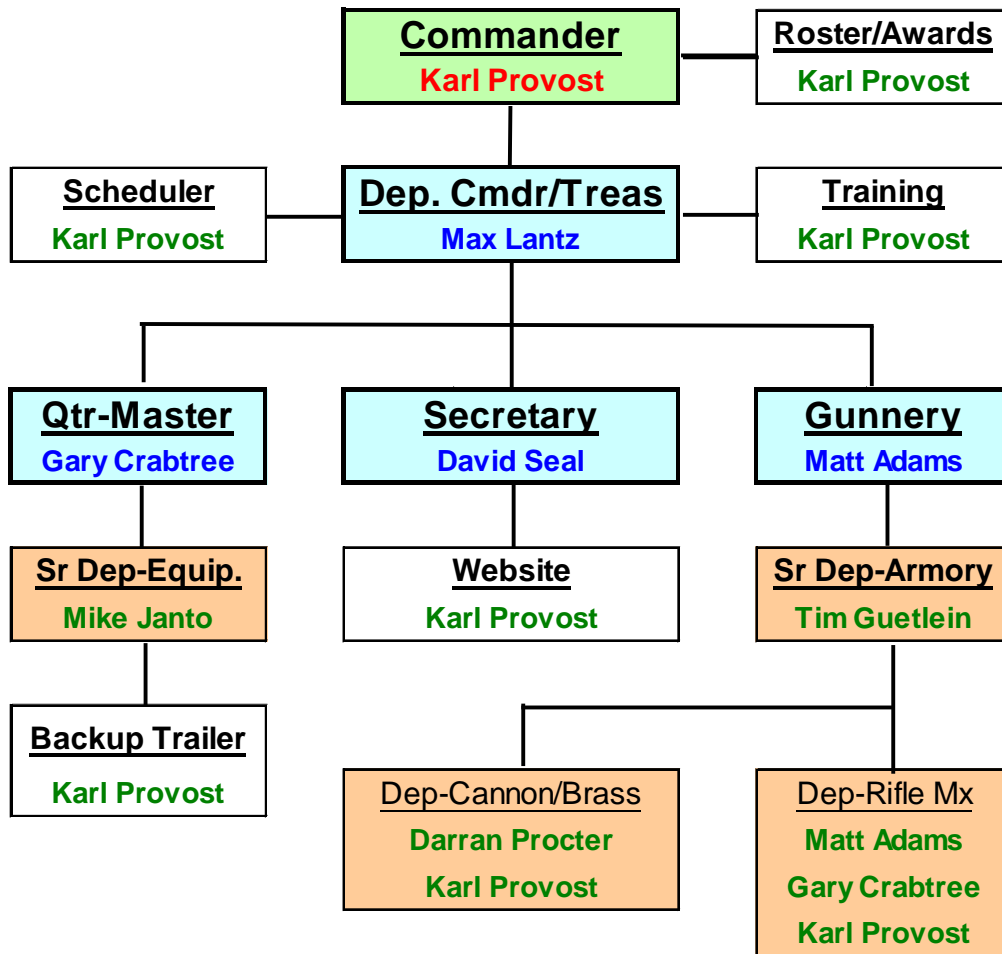 Commander
Karl Provost
Roster/Awards
Karl Provost
Scheduler
Karl Provost
Dep. Cmdr/Treas
Max Lantz
Training
Karl Provost
Qtr-Master
Gary Crabtree
Secretary
David Seal
Gunnery
Matt Adams
Sr Dep-Equip.
Mike Janto
Website
Karl Provost
Sr Dep-Armory
Tim Guetlein
Backup Trailer
Karl Provost
Dep-Cannon/Brass
Darran Procter
Karl Provost
Dep-Rifle Mx
Matt Adams
Gary Crabtree
Karl Provost